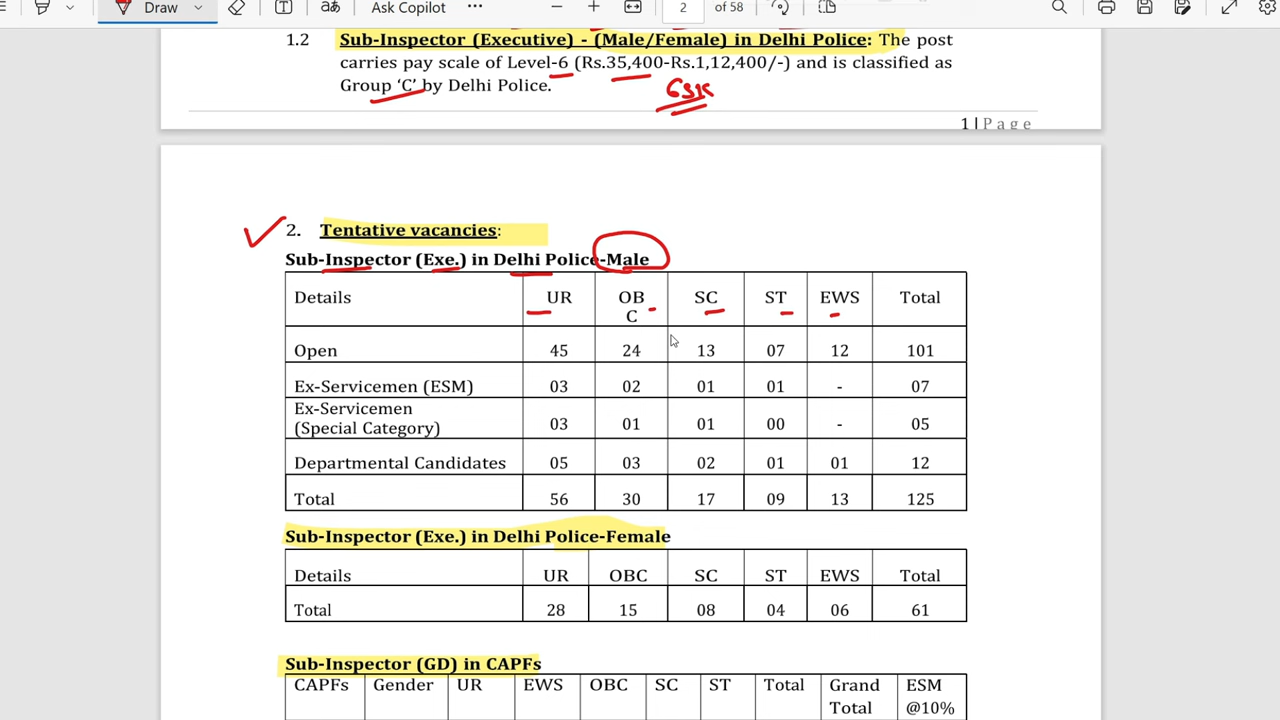 Draw
T
aあ
Ask Copilot
...
2
of 58
1.2 Sub-Inspector (Executive) - (Male/Female) in Delhi Police: The post
carries pay scale of Level-6 (Rs.35,400-Rs.1,12,400/-) and is classified as
Group ‘C’ by Delhi Police.
63K
1 | P a g e
2. Tentative vacancies:
Sub-Inspector (Exe.) in Delhi Police-Male
Details UR OB SC ST EWS Total
C
Open 45 24 13 07 12 101
Ex-Servicemen (ESM) 03 02 01 01 - 07
Ex-Servicemen
(Special Category) 03 01 01 00 - 05
Departmental Candidates 05 03 02 01 01 12
Total 56 30 17 09 13 125
Sub-Inspector (Exe.) in Delhi Police-Female
Details UR OBC SC ST EWS Total
Total 28 15 08 04 06 61
Sub-Inspector (GD) in CAPFs
CAPFs Gender UR EWS OBC SC ST Total Grand ESM
Total @10%